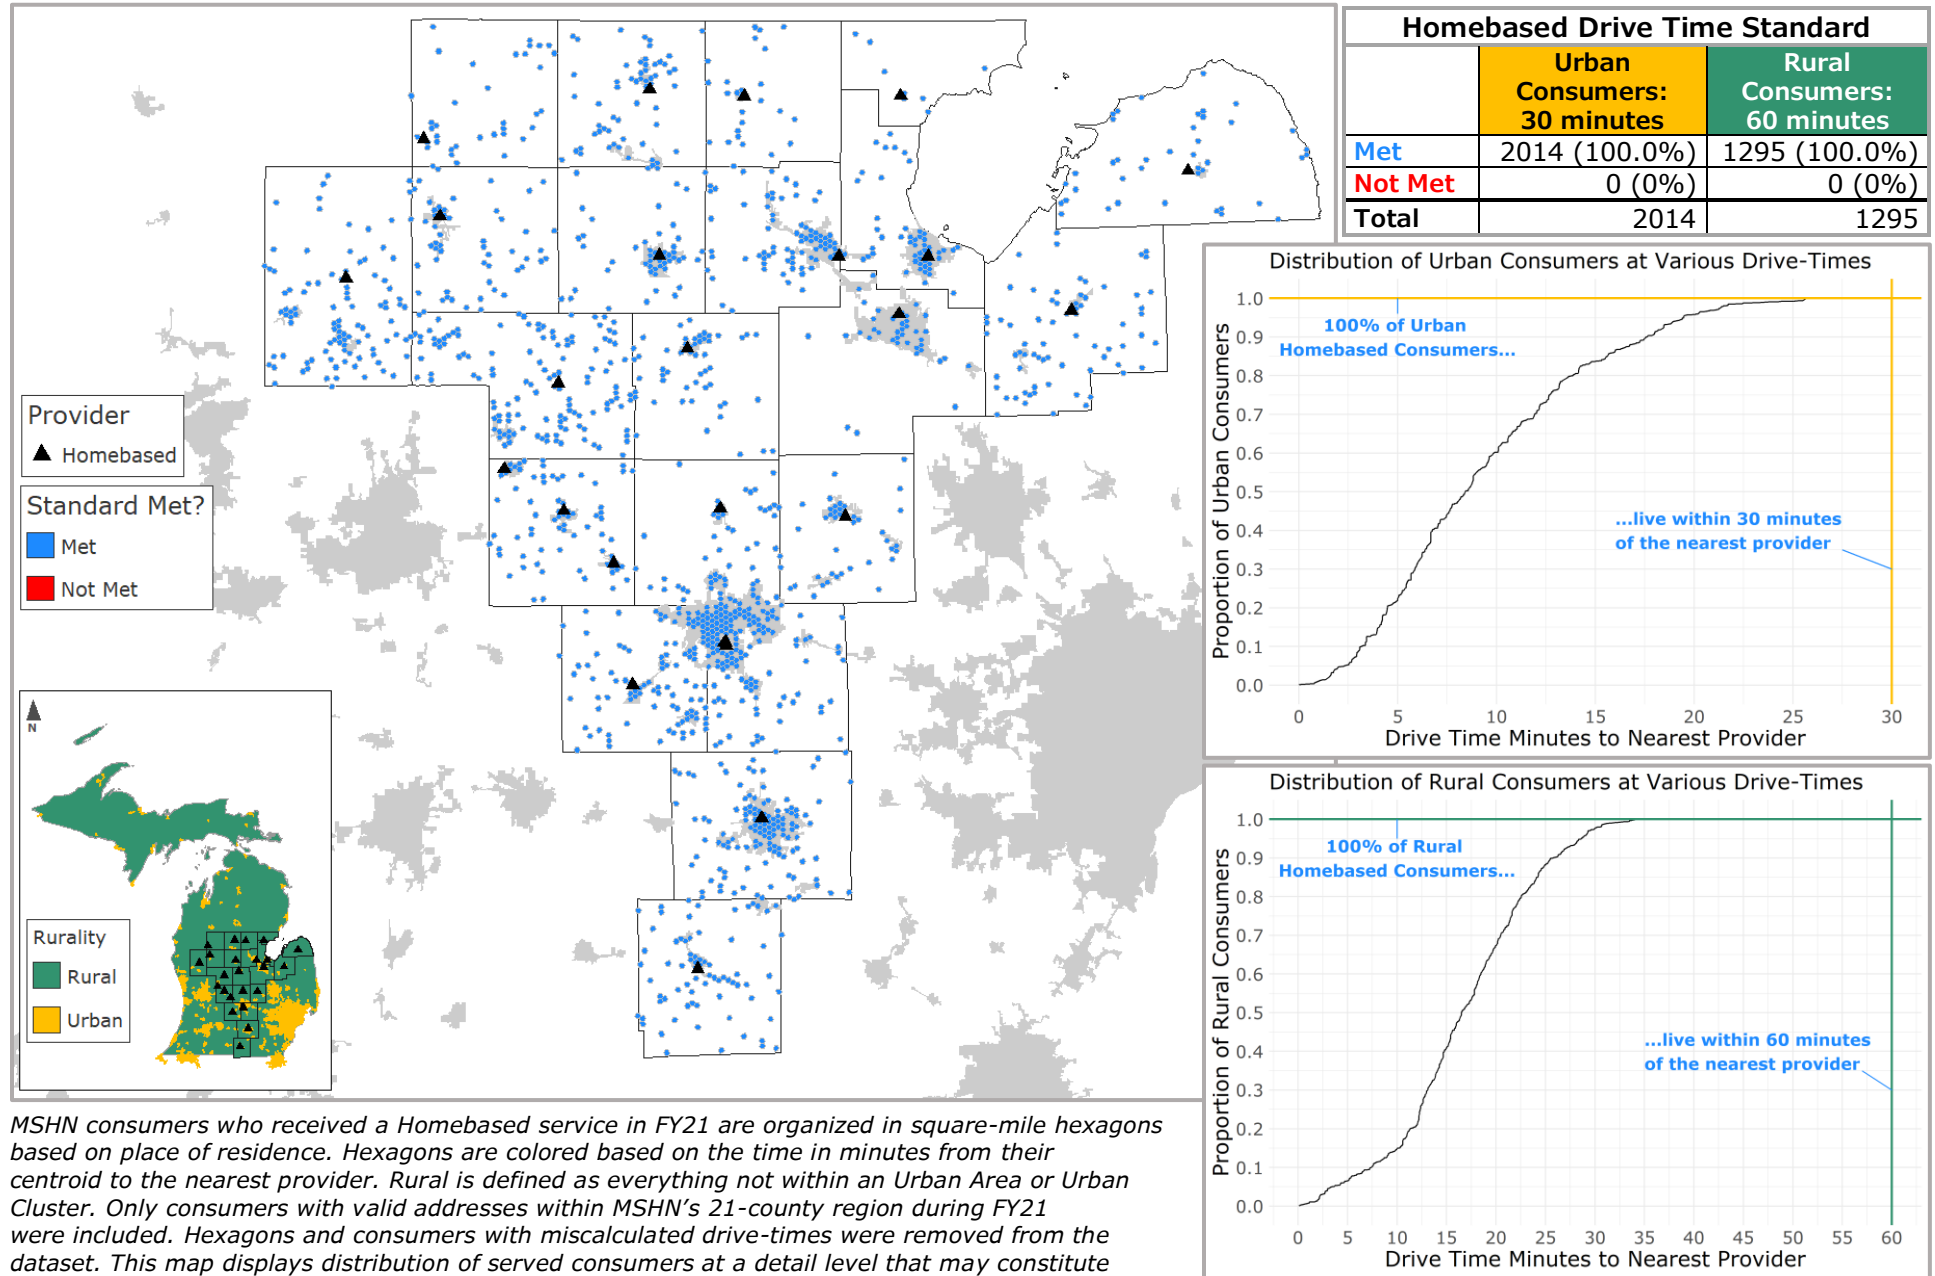 Homebased Drive Time Standard
Urban Consumers: 30 minutes
Rural Consumers: 60 minutes
Met 2014 (100.0%) 1295 (100.0%)
Not Met 0 (0%) 0 (0%)
Total 2014 1295
Provider
Homebased
Standard Met?
Met
Not Met
N
Rurality
Rural
Urban
Distribution of Urban Consumers at Various Drive-Times
Proportion of Urban Consumers
1.0
0.9
0.8
0.7
0.6
0.5
0.4
0.3
0.2
0.1
0.0
100% of Urban
Homebased Consumers...
...live within 30 minutes
of the nearest provider
0 5 10 15 20 25 30
Drive Time Minutes to Nearest Provider
Distribution of Rural Consumers at Various Drive-Times
Proportion of Rural Consumers
1.0
0.9
0.8
0.7
0.6
0.5
0.4
0.3
0.2
0.1
0.0
100% of Rural
Homebased Consumers...
...live within 60 minutes
of the nearest provider
0 5 10 15 20 25 30 35 40 45 50 55 60
Drive Time Minutes to Nearest Provider
MSHN consumers who received a Homebased service in FY21 are organized in square-mile hexagons
based on place of residence. Hexagons are colored based on the time in minutes from their
centroid to the nearest provider. Rural is defined as everything not within an Urban Area or Urban
Cluster. Only consumers with valid addresses within MSHN's 21-county region during FY21
were included. Hexagons and consumers with miscalculated drive-times were removed from the
dataset. This map displays distribution of served consumers at a detail level that may constitute